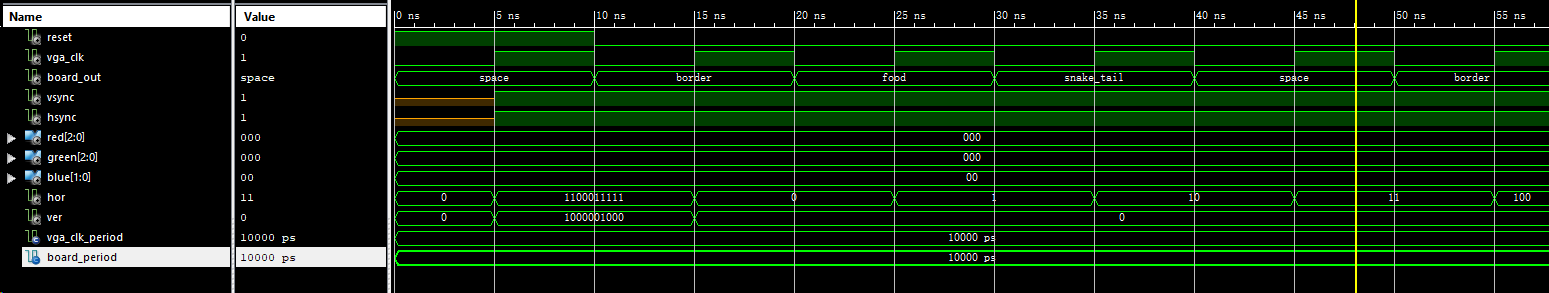 Name Value 0 ns 5 ns 10 ns 15 ns 20 ns 25 ns 30 ns 35 ns 40 ns 45 ns 50 ns 55 ns
reset 0
vga_clk 1
board_out space space border food snake_tail space border
vsync 1
hsync 1
red[2:0] 000 000
green[2:0] 000 000
blue[1:0] 00 00
hor 11 0 1100011111 0 1 10 11 100
ver 0 0 1000001000 0
vga_clk_period 10000 ps 10000 ps
board_period 10000 ps 10000 ps